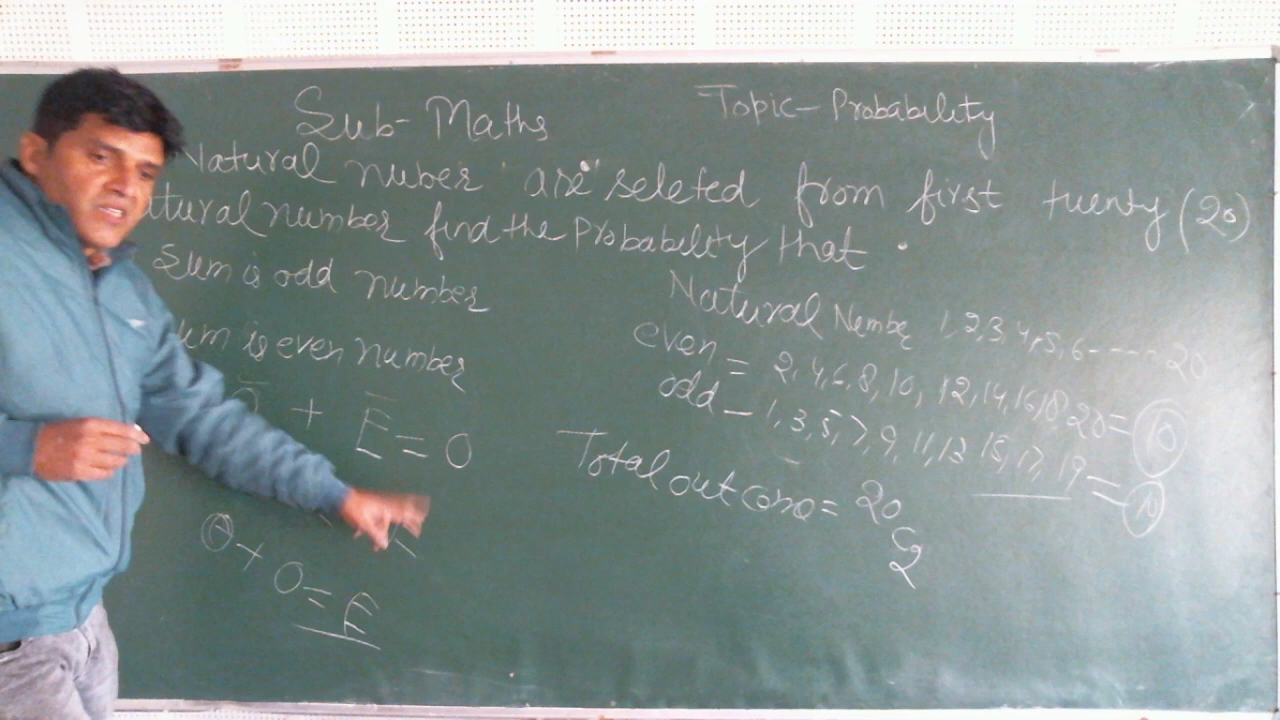 Sub- Maths
Topic- Probability
Natural nuber are seleted from first twenty (20)
tural number find the Probability that .
Sum is odd number
um is even number
Natural Nembe 1,2,3,4,5,6-----20
even = 2,4,6,8,10,12,14,16,18 20= 10
odd - 1,3,5,7,9,11,13 15,17,19 = 10
O + E = O
Total out come = 20
C2
O + O = E